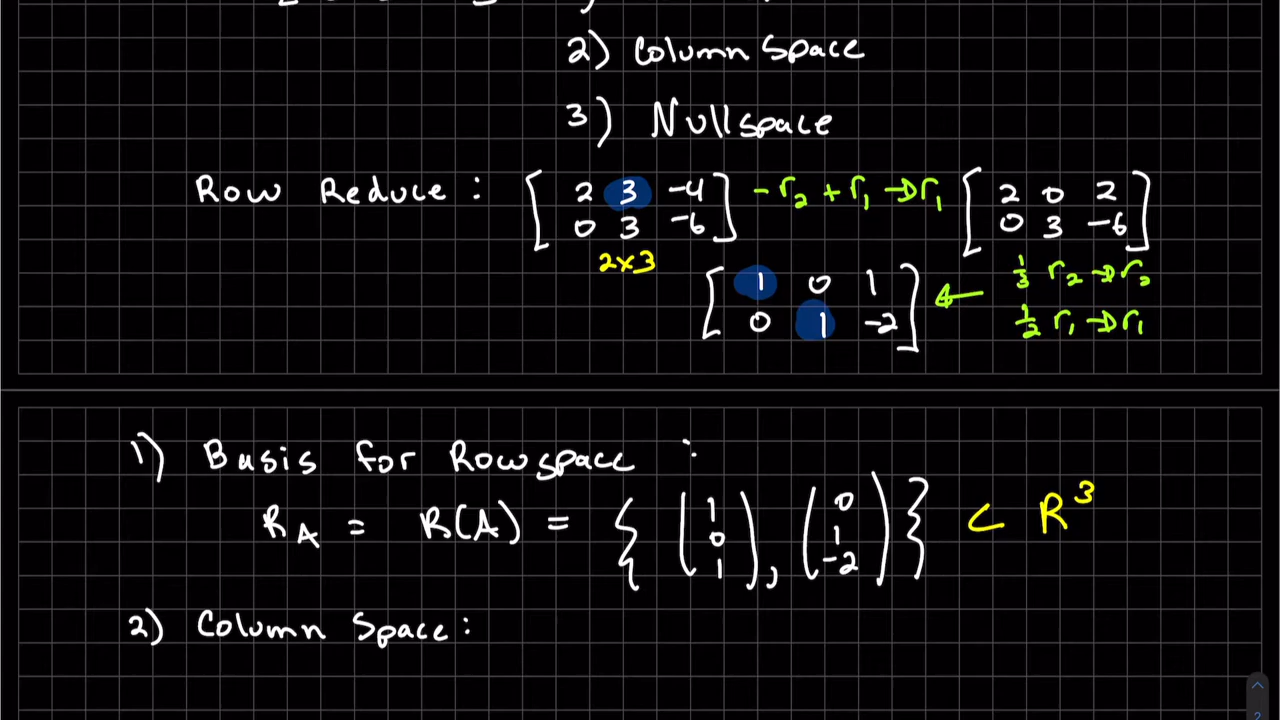 2) Column Space
3) Nullspace
Row Reduce : [ 2 3 -4 ] -r₂ + r₁ → r₁ [ 2 0 2 ]
[ 0 3 -6 ] [ 0 3 -6 ]
2×3
[ 1 0 1 ] ← 1/3 r₂ → r₂
[ 0 1 -2 ] 1/2 r₁ → r₁
1) Basis for Rowspace :
R_A = R(A) = { (1 0 1), (0 1 -2) } ⊂ R³
2) Column Space:
2